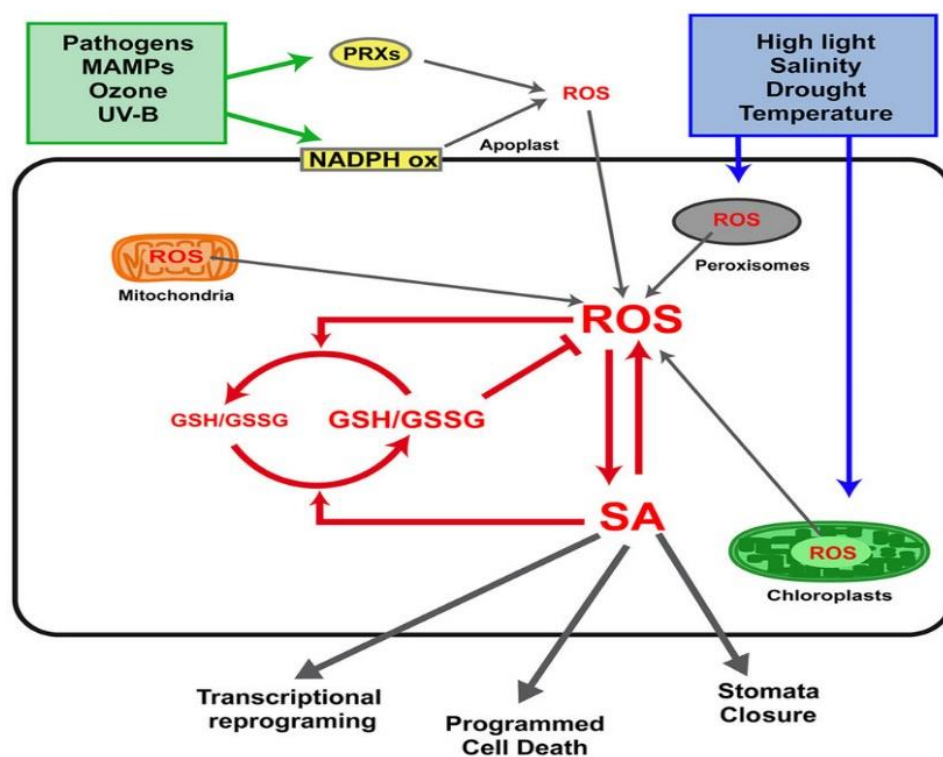 Pathogens
MAMPs
Ozone
UV-B
PRXs
ROS
High light
Salinity
Drought
Temperature
Apoplast
NADPH ox
ROS
Peroxisomes
ROS
Mitochondria
ROS
GSH/GSSG
GSH/GSSG
SA
ROS
Chloroplasts
Transcriptional
reprograming
Programmed
Cell Death
Stomata
Closure